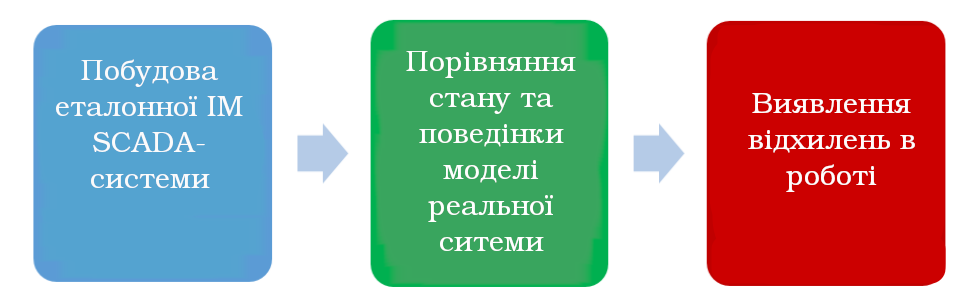 Побудова
еталонної ІМ
SCADA-
системи
Порівняння
стану та
поведінки
моделі
реальної
ситеми
Виявлення
відхилень в
роботі